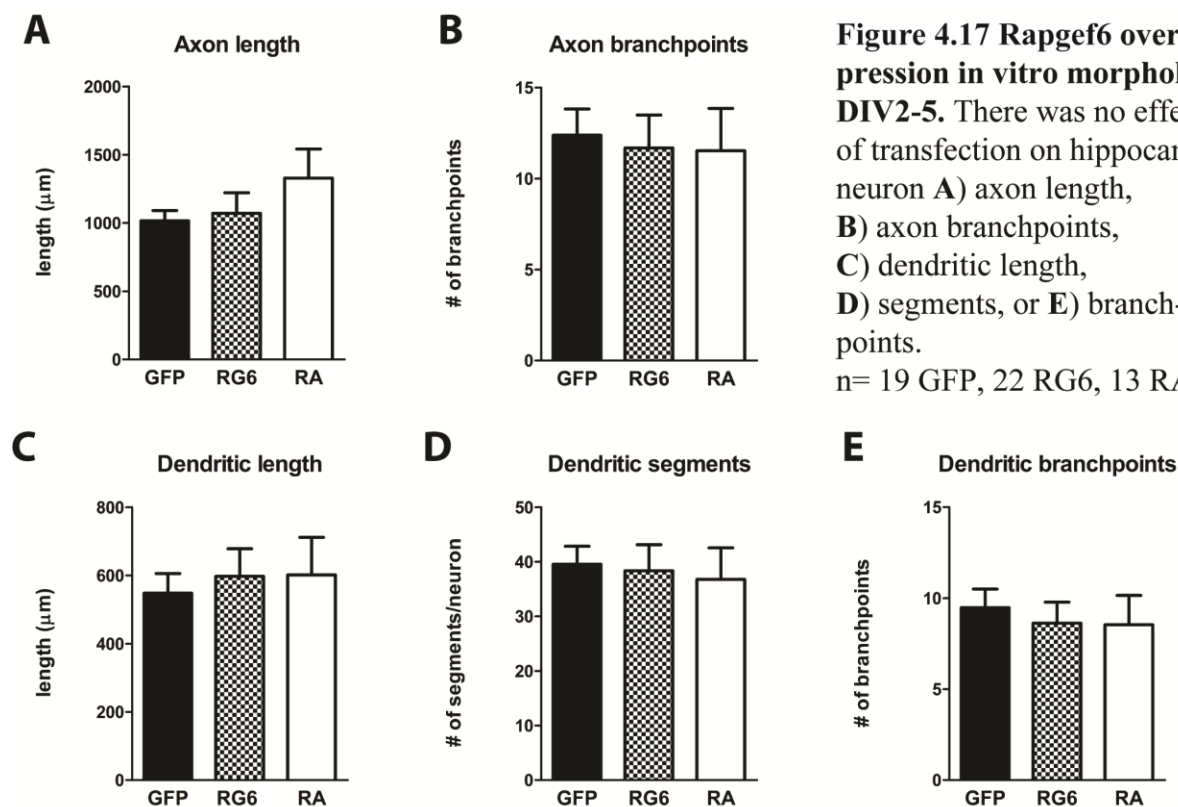 A
Axon length
length (μm)
2000
1500
1000
500
0
GFP RG6 RA
B
Axon branchpoints
# of branchpoints
15
10
5
0
GFP RG6 RA
Figure 4.17 Rapgef6 over
pression in vitro morphol
DIV2-5. There was no effe
of transfection on hippocan
neuron A) axon length,
B) axon branchpoints,
C) dendritic length,
D) segments, or E) branch-
points.
n= 19 GFP, 22 RG6, 13 RA
C
Dendritic length
length (μm)
800
600
400
200
0
GFP RG6 RA
D
Dendritic segments
# of segments/neuron
50
40
30
20
10
0
GFP RG6 RA
E
Dendritic branchpoints
# of branchpoints
15
10
5
0
GFP RG6 RA